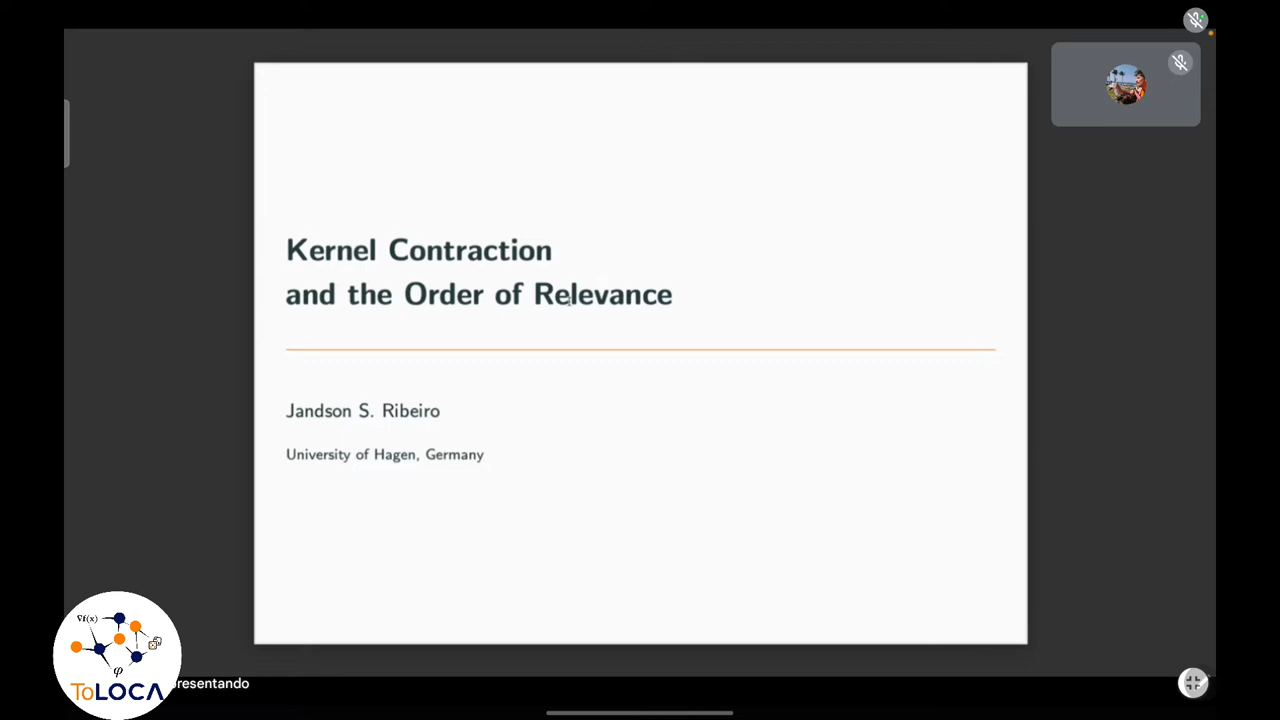 Kernel Contraction
and the Order of Relevance
Jandson S. Ribeiro
University of Hagen, Germany
∇f(x)
φ
ToLOCA
resentando